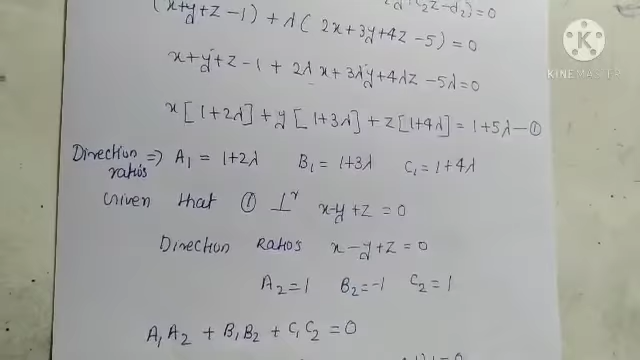 (x+y+z-1) + λ( 2x+3y+4z-5) = 0
x+y+z-1 + 2λx + 3λy + 4λz - 5λ = 0
x[1+2λ] + y[1+3λ] + z[1+4λ] = 1+5λ — ①
Direction ratios ⇒ A₁ = 1+2λ B₁ = 1+3λ C₁ = 1+4λ
Given that ① ⊥ʳ x-y+z = 0
Direction Ratios x-y+z = 0
A₂ = 1 B₂ = -1 C₂ = 1
A₁A₂ + B₁B₂ + C₁C₂ = 0
KINEMASTER